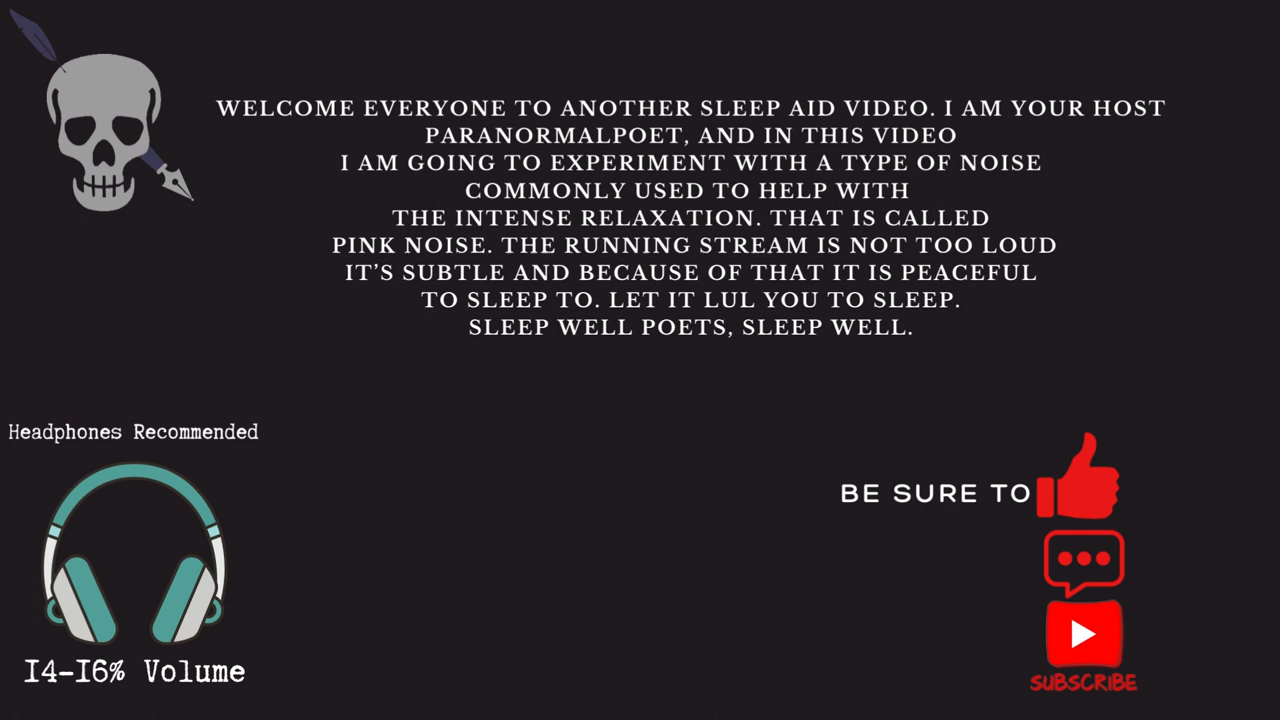 WELCOME EVERYONE TO ANOTHER SLEEP AID VIDEO. I AM YOUR HOST
PARANORMALPOET, AND IN THIS VIDEO
I AM GOING TO EXPERIMENT WITH A TYPE OF NOISE
COMMONLY USED TO HELP WITH
THE INTENSE RELAXATION. THAT IS CALLED
PINK NOISE. THE RUNNING STREAM IS NOT TOO LOUD
IT’S SUBTLE AND BECAUSE OF THAT IT IS PEACEFUL
TO SLEEP TO. LET IT LUL YOU TO SLEEP.
SLEEP WELL POETS, SLEEP WELL.
Headphones Recommended
14-16% Volume
BE SURE TO
SUBSCRIBE